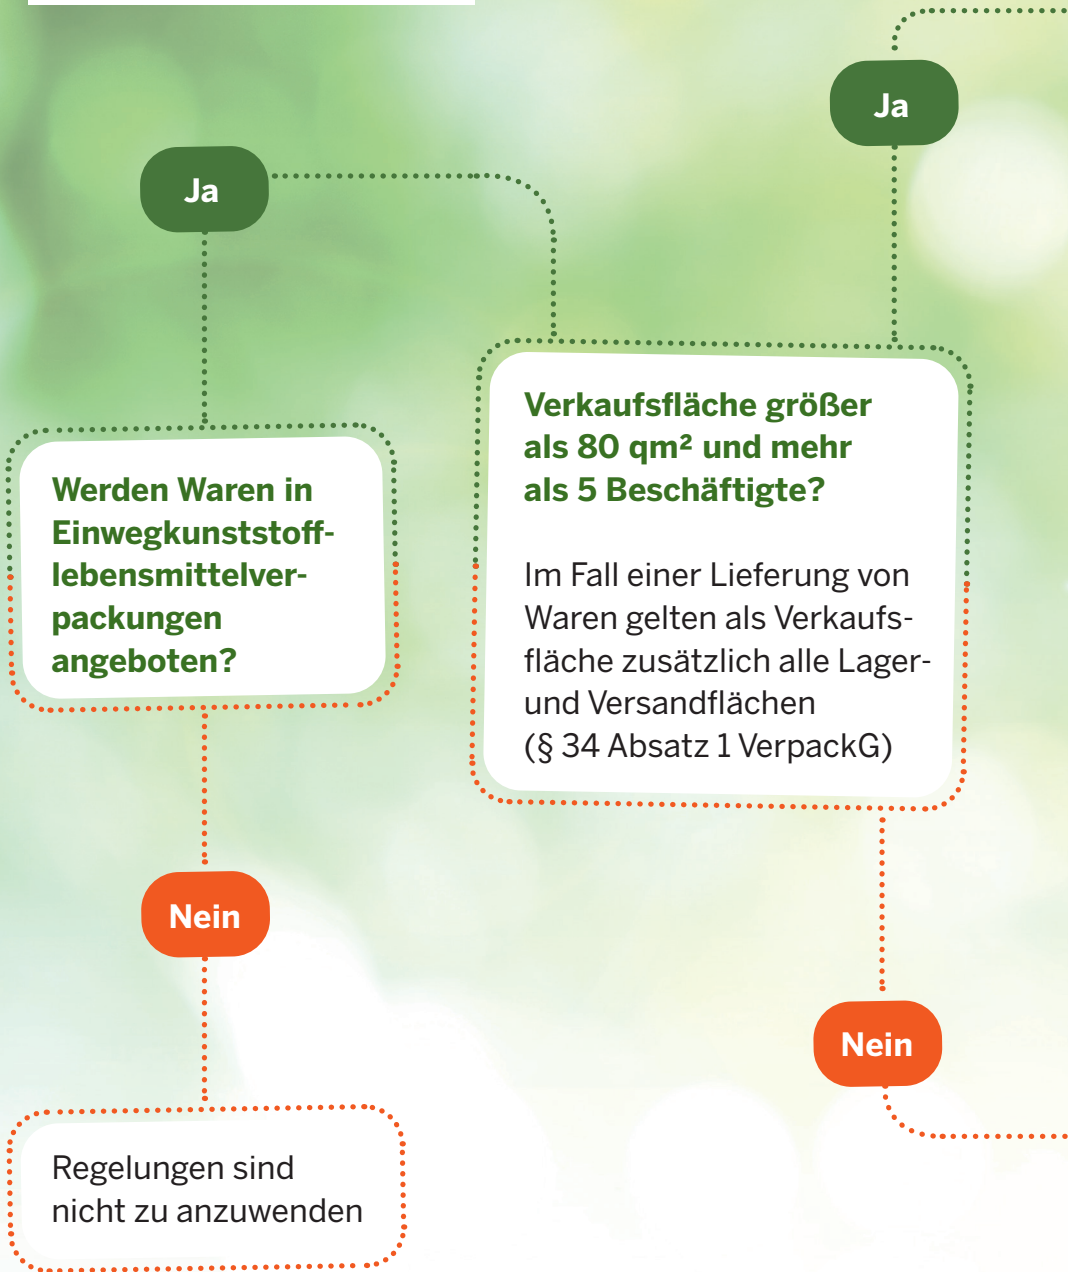 Ja
Ja
Werden Waren in
Einwegkunststoff-
lebensmittelver-
packungen
angeboten?
Verkaufsfläche größer
als 80 qm² und mehr
als 5 Beschäftigte?
Im Fall einer Lieferung von
Waren gelten als Verkaufs-
fläche zusätzlich alle Lager-
und Versandflächen
(§ 34 Absatz 1 VerpackG)
Nein
Nein
Regelungen sind
nicht zu anzuwenden